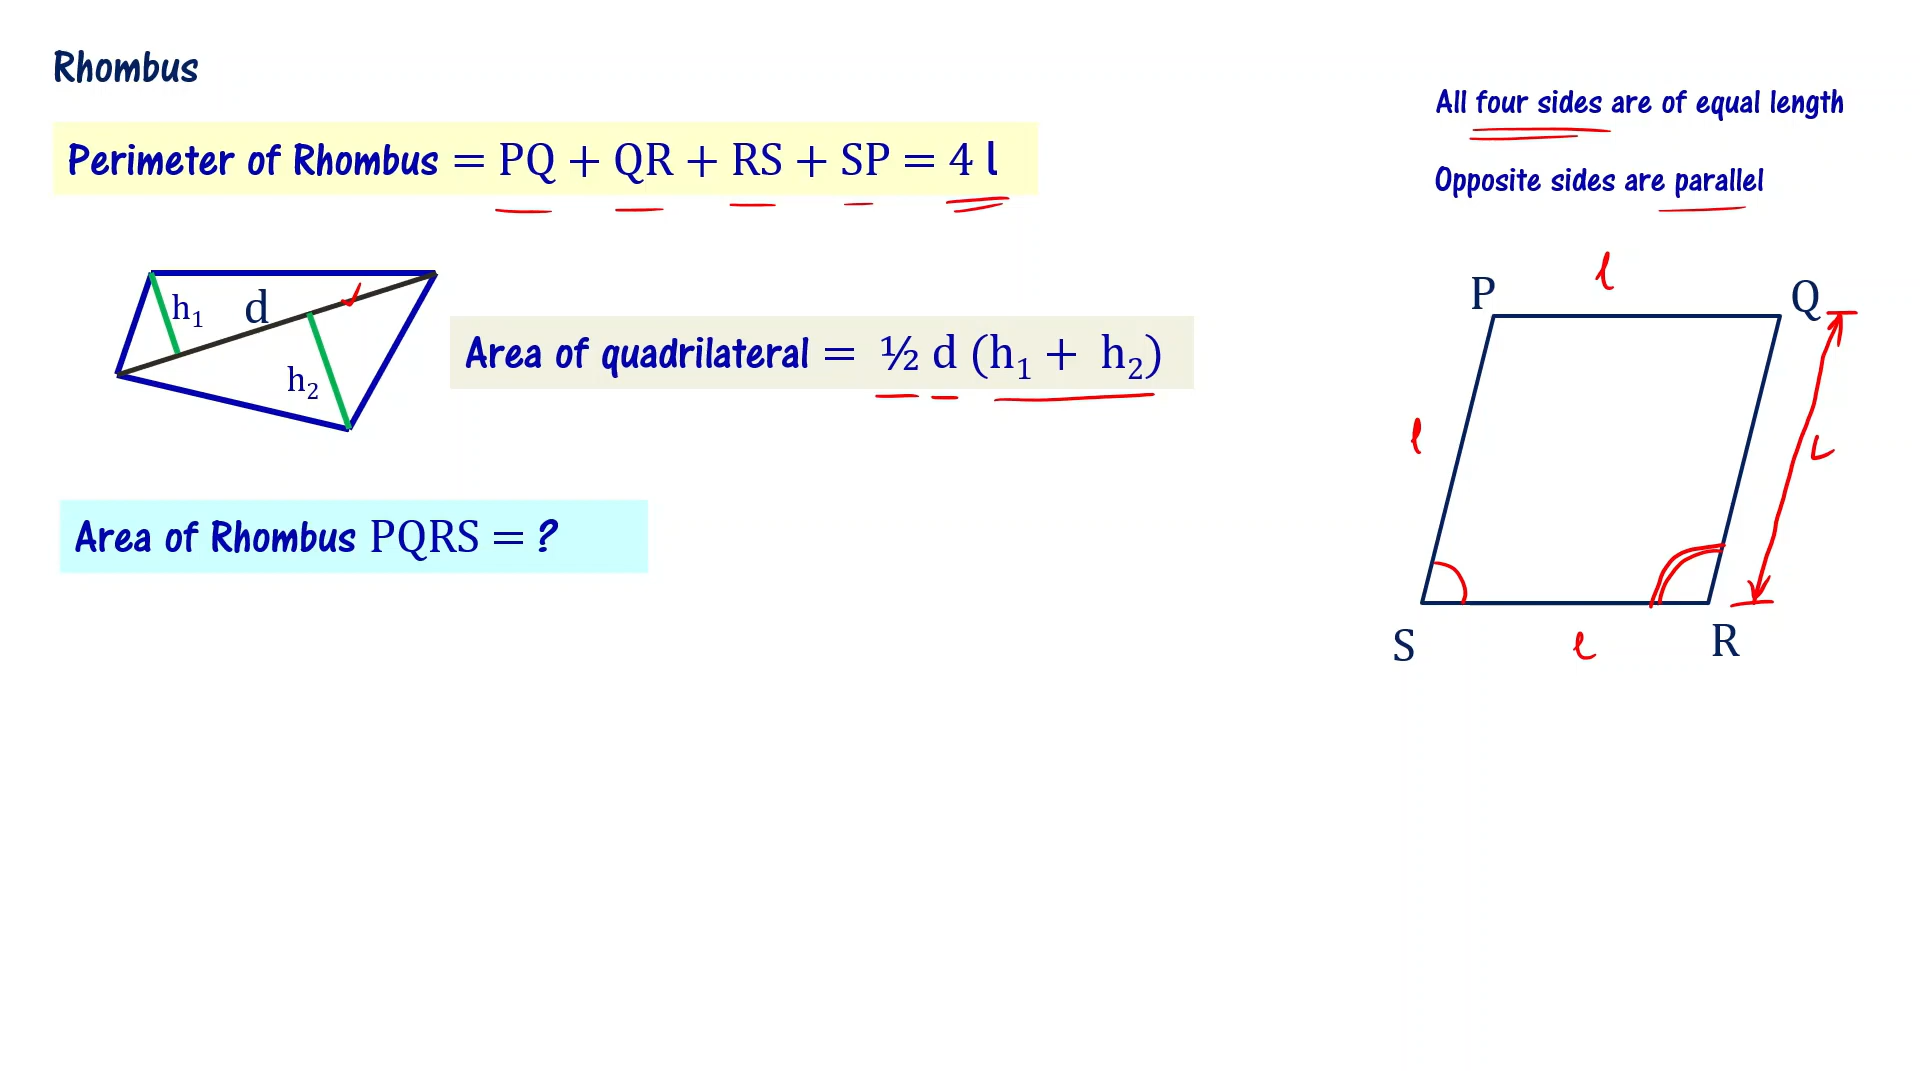 Rhombus
All four sides are of equal length
Perimeter of Rhombus = PQ + QR + RS + SP = 4 l
Opposite sides are parallel
h₁ d
h₂
Area of quadrilateral = ½ d (h₁ + h₂)
P l Q
l
L
S l R
Area of Rhombus PQRS = ?